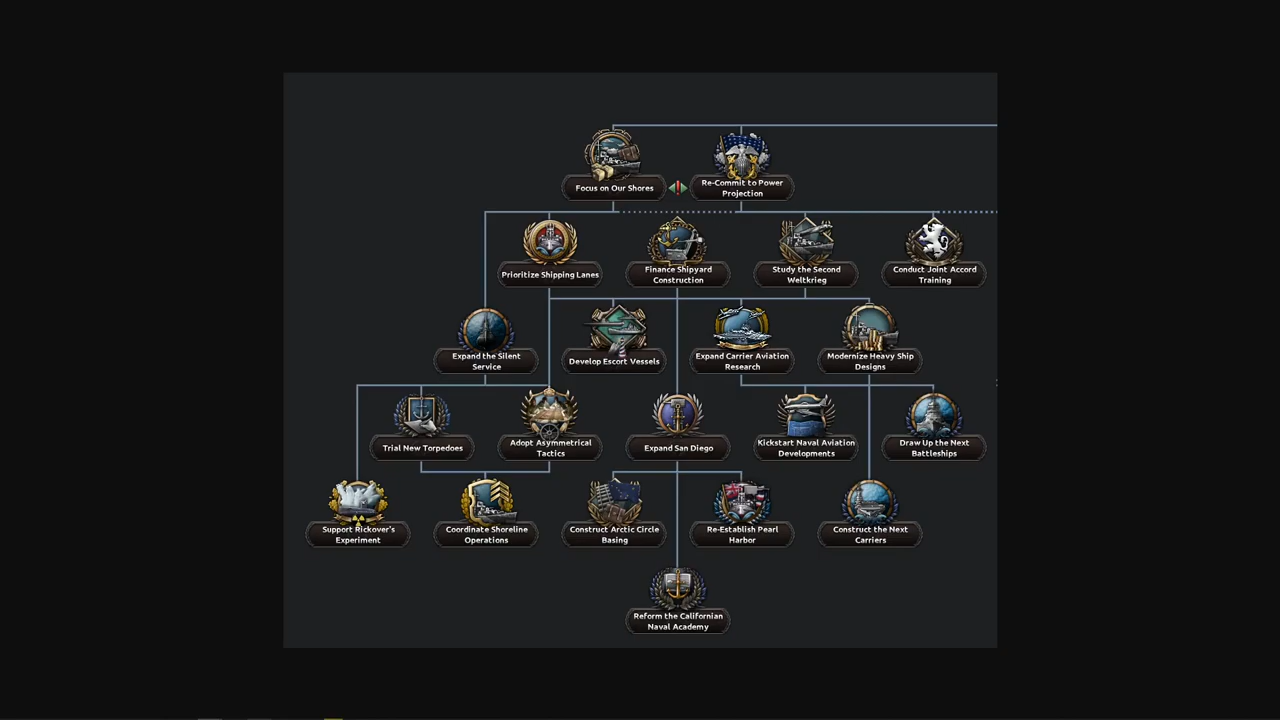 Focus on Our Shores
Re-Commit to Power
Projection
Prioritize Shipping Lanes
Finance Shipyard
Construction
Study the Second
Weltkrieg
Conduct Joint Accord
Training
Expand the Silent
Service
Develop Escort Vessels
Expand Carrier Aviation
Research
Modernize Heavy Ship
Designs
Trial New Torpedoes
Adopt Asymmetrical
Tactics
Expand San Diego
Kickstart Naval Aviation
Developments
Draw Up the Next
Battleships
Support Rickover's
Experiment
Coordinate Shoreline
Operations
Construct Arctic Circle
Basing
Re-Establish Pearl
Harbor
Construct the Next
Carriers
Reform the Californian
Naval Academy